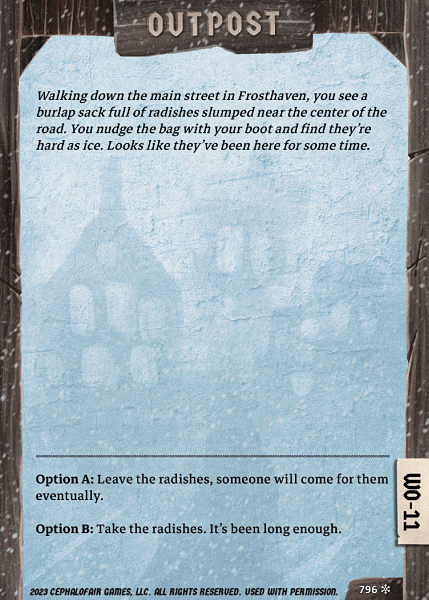 OUTPOST
Walking down the main street in Frosthaven, you see a
burlap sack full of radishes slumped near the center of the
road. You nudge the bag with your boot and find they're
hard as ice. Looks like they've been here for some time.
Option A: Leave the radishes, someone will come for them
eventually.
Option B: Take the radishes. It's been long enough.
WO-11
2023 CEPHALOFAIR GAMES, LLC. ALL RIGHTS RESERVED. USED WITH PERMISSION.
796